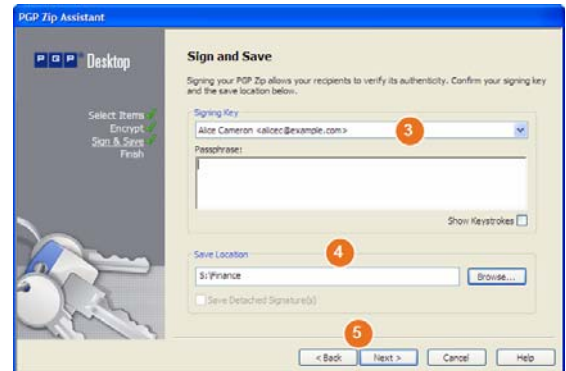 PGP Zip Assistant
PGP Desktop
Select Items
Encrypt
Sign & Save
Finish
Sign and Save
Signing your PGP Zip allows your recipients to verify its authenticity. Confirm your signing key
and the save location below.
Signing Key
Alice Cameron <alicec@example.com>
3
Passphrase:
Show Keystrokes
4
Save Location
S:\Finance
Browse...
Save Detached Signature(s)
5
< Back
Next >
Cancel
Help